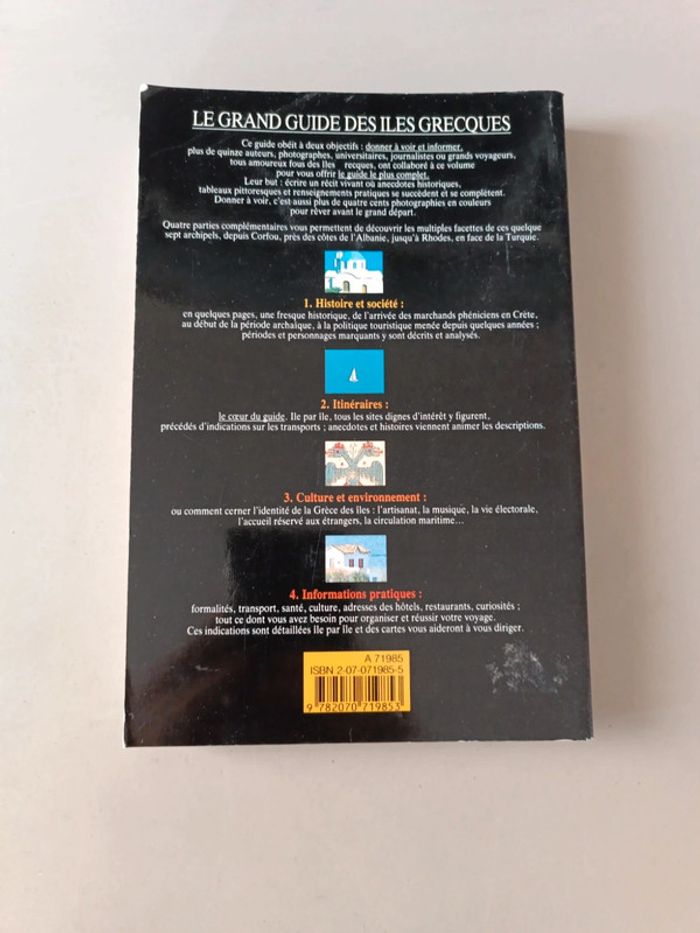 LE GRAND GUIDE DES ILES GRECQUES
Ce guide obéit à deux objectifs : donner à voir et informer.
plus de quinze auteurs, photographes, universitaires, journalistes ou grands voyageurs,
tous amoureux fous des îles recques, ont collaboré à ce volume
pour vous offrir le guide le plus complet.
Leur but : écrire un récit vivant où anecdotes historiques,
tableaux pittoresques et renseignements pratiques se succèdent et se complètent.
Donner à voir, c'est aussi plus de quatre cents photographies en couleurs
pour rêver avant le grand départ.
Quatre parties complémentaires vous permettent de découvrir les multiples facettes de ces quelque
sept archipels, depuis Corfou, près des côtes de l'Albanie, jusqu'à Rhodes, en face de la Turquie.
1. Histoire et société :
en quelques pages, une fresque historique, de l'arrivée des marchands phéniciens en Crète,
au début de la période archaïque, à la politique touristique menée depuis quelques années ;
périodes et personnages marquants y sont décrits et analysés.
2. Itinéraires :
le cœur du guide. Ile par île, tous les sites dignes d'intérêt y figurent,
précédés d'indications sur les transports ; anecdotes et histoires viennent animer les descriptions.
3. Culture et environnement :
ou comment cerner l'identité de la Grèce des îles : l'artisanat, la musique, la vie électorale,
l'accueil réservé aux étrangers, la circulation maritime...
4. Informations pratiques :
formalités, transport, santé, culture, adresses des hôtels, restaurants, curiosités ;
tout ce dont vous avez besoin pour organiser et réussir votre voyage.
Ces indications sont détaillées île par île et des cartes vous aideront à vous diriger.
A 71985
ISBN 2-07-071985-5
9 782070 719853